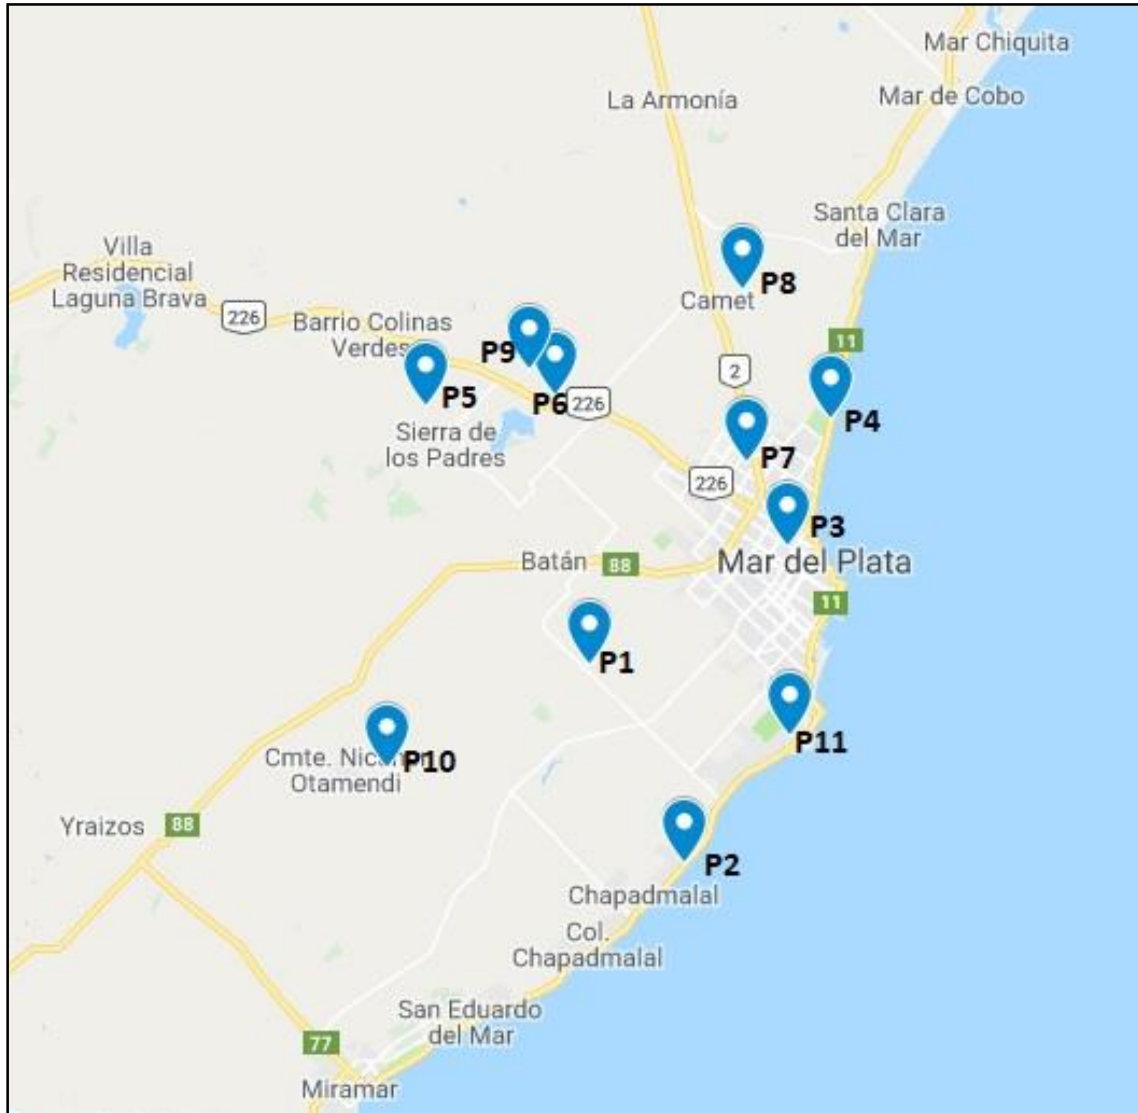 Mar Chiquita
La Armonía
Mar de Cobo
Santa Clara
del Mar
Villa
Residencial
Laguna Brava
P8
Camet
226
Barrio Colinas
Verdes
11
P9
2
P5
P6
226
P4
Sierra de
los Padres
P7
226
P3
Batán
88
Mar del Plata
11
P1
P11
Cmte. Nic
P10
Otamendi
Yraizos
88
P2
Chapadmalal
Col.
Chapadmalal
San Eduardo
del Mar
77
Miramar